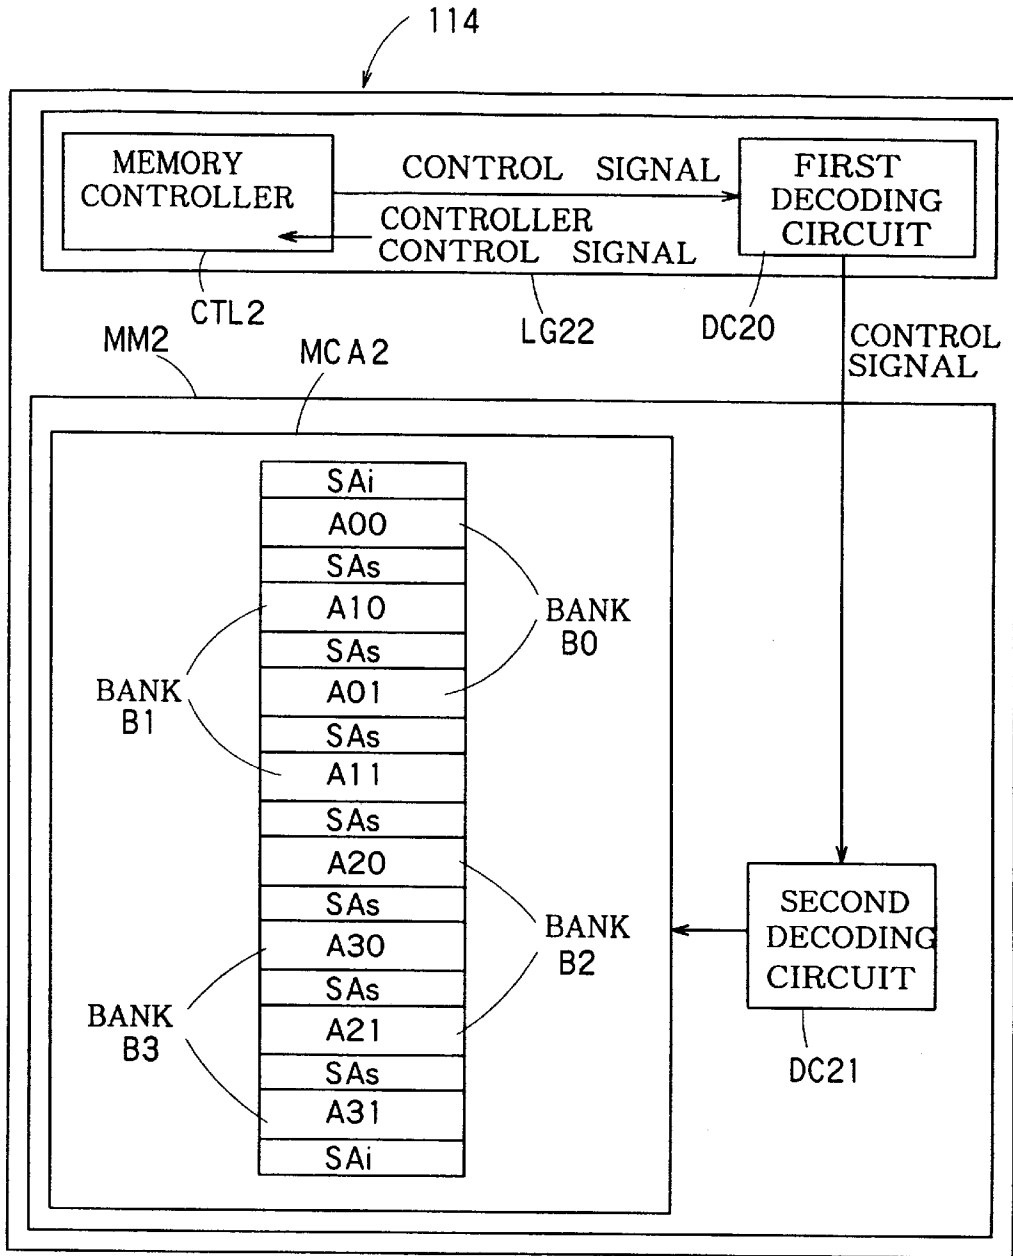 114
MEMORY
CONTROLLER
CONTROL SIGNAL
CONTROLLER
CONTROL SIGNAL
FIRST
DECODING
CIRCUIT
CTL2
LG22
DC20
MM2
MCA2
CONTROL
SIGNAL
SAi
A00
SAs
A10
SAs
A01
SAs
A11
SAs
A20
SAs
A30
SAs
A21
SAs
A31
SAi
BANK
B0
BANK
B1
BANK
B2
BANK
B3
SECOND
DECODING
CIRCUIT
DC21